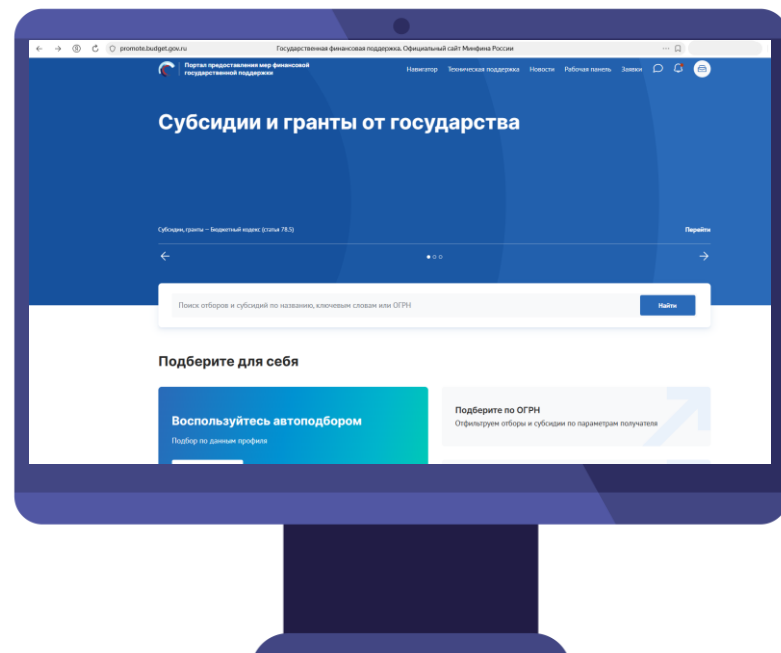 promote.budget.gov.ru
Государственная финансовая поддержка. Официальный сайт Минфина России
Портал предоставления мер финансовой
государственной поддержки
Навигатор Техническая поддержка Новости Рабочая панель Заявки
Субсидии и гранты от государства
Субсидии, гранты — Бюджетный кодекс (статья 78.5)
Перейти
Поиск отборов и субсидий по названию, ключевым словам или ОГРН
Найти
Подберите для себя
Воспользуйтесь автоподбором
Подбор по данным профиля
Подберите по ОГРН
Отфильтруем отборы и субсидии по параметрам получателя